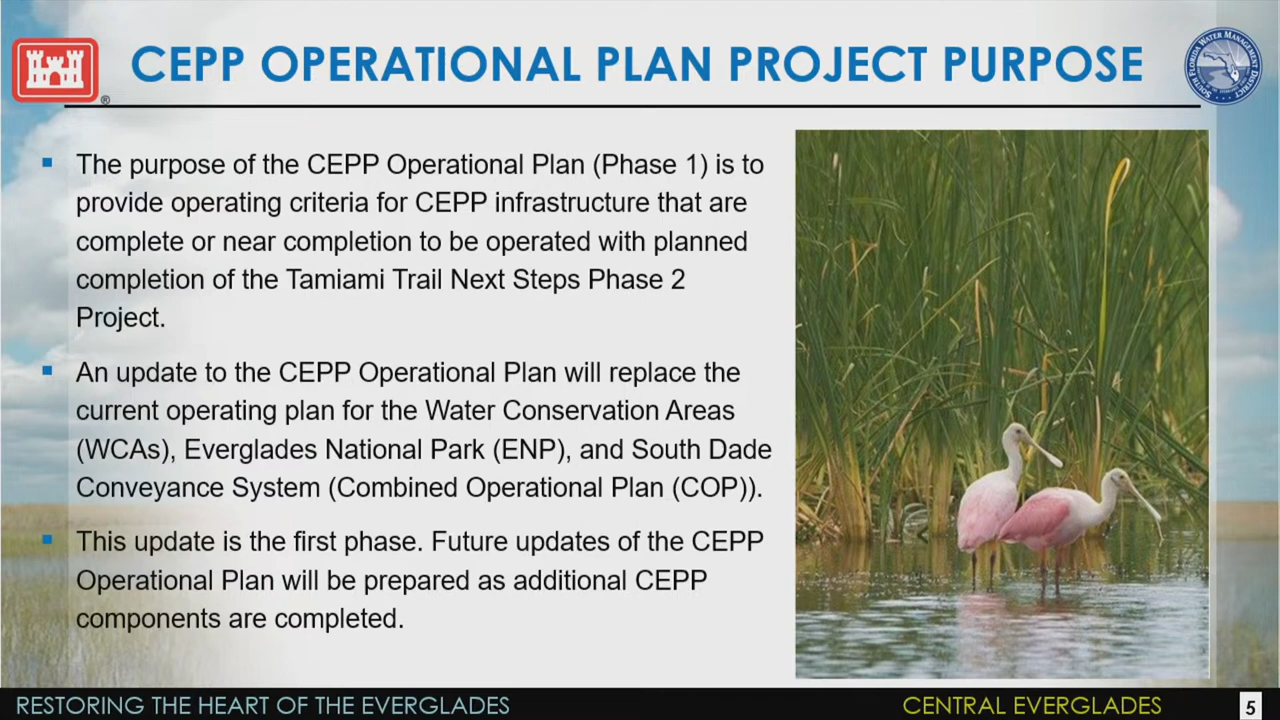 CEPP OPERATIONAL PLAN PROJECT PURPOSE
SOUTH FLORIDA WATER MANAGEMENT DISTRICT
®
The purpose of the CEPP Operational Plan (Phase 1) is to
provide operating criteria for CEPP infrastructure that are
complete or near completion to be operated with planned
completion of the Tamiami Trail Next Steps Phase 2
Project.
An update to the CEPP Operational Plan will replace the
current operating plan for the Water Conservation Areas
(WCAs), Everglades National Park (ENP), and South Dade
Conveyance System (Combined Operational Plan (COP)).
This update is the first phase. Future updates of the CEPP
Operational Plan will be prepared as additional CEPP
components are completed.
RESTORING THE HEART OF THE EVERGLADES
CENTRAL EVERGLADES
5